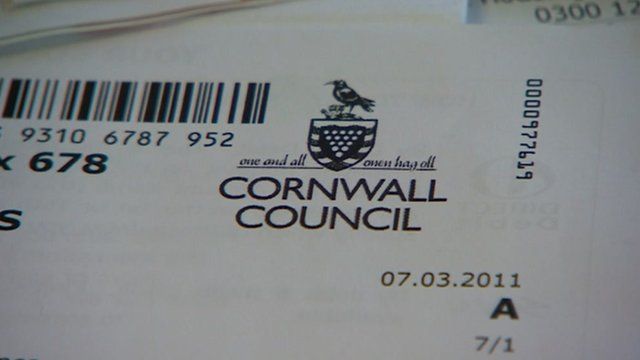 0300 12
9310 6787 952
678
0000977619
one and all onen hag oll
CORNWALL
COUNCIL
07.03.2011
A
7/1